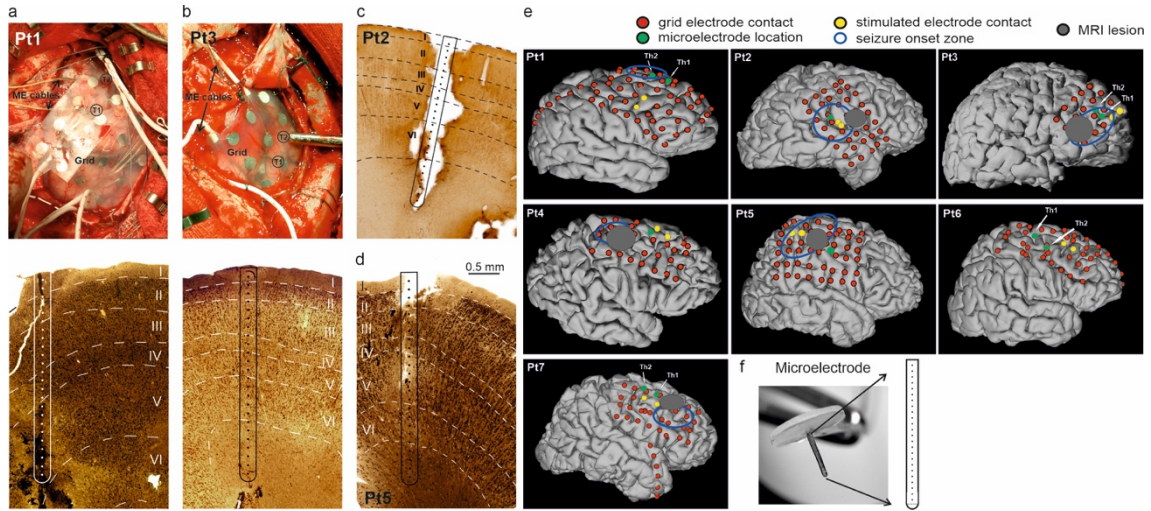 a
b
c
d
e
f
Pt1
ME cables
T2
T1
Grid
Pt3
ME cables
T2
T1
Grid
Pt2
I
II
III
IV
V
VI
I
II
III
IV
V
VI
I
II
III
IV
V
VI
0.5 mm
I
II
III
IV
V
VI
Pt5
grid electrode contact
microelectrode location
stimulated electrode contact
seizure onset zone
MRI lesion
Pt1
Th2
Th1
Pt2
Pt3
Th2
Th1
Pt4
Pt5
Pt6
Th1
Th2
Pt7
Th2
Th1
Microelectrode